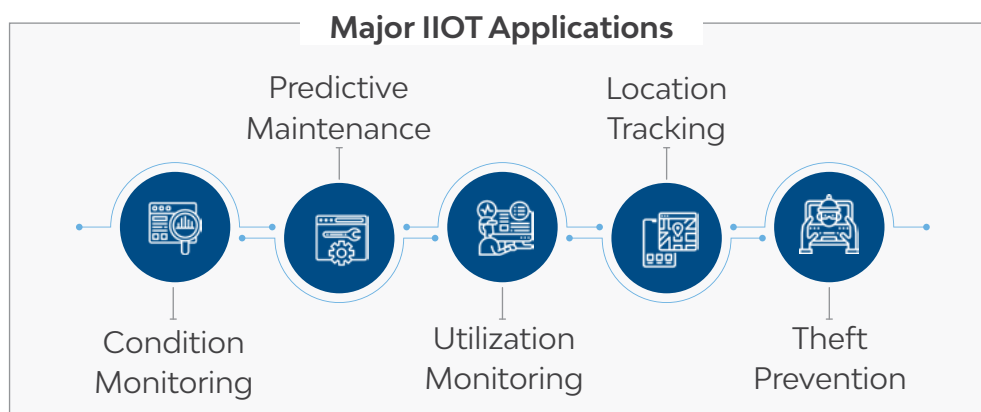 Major IIOT Applications
Predictive
Maintenance
Location
Tracking
Condition
Monitoring
Utilization
Monitoring
Theft
Prevention